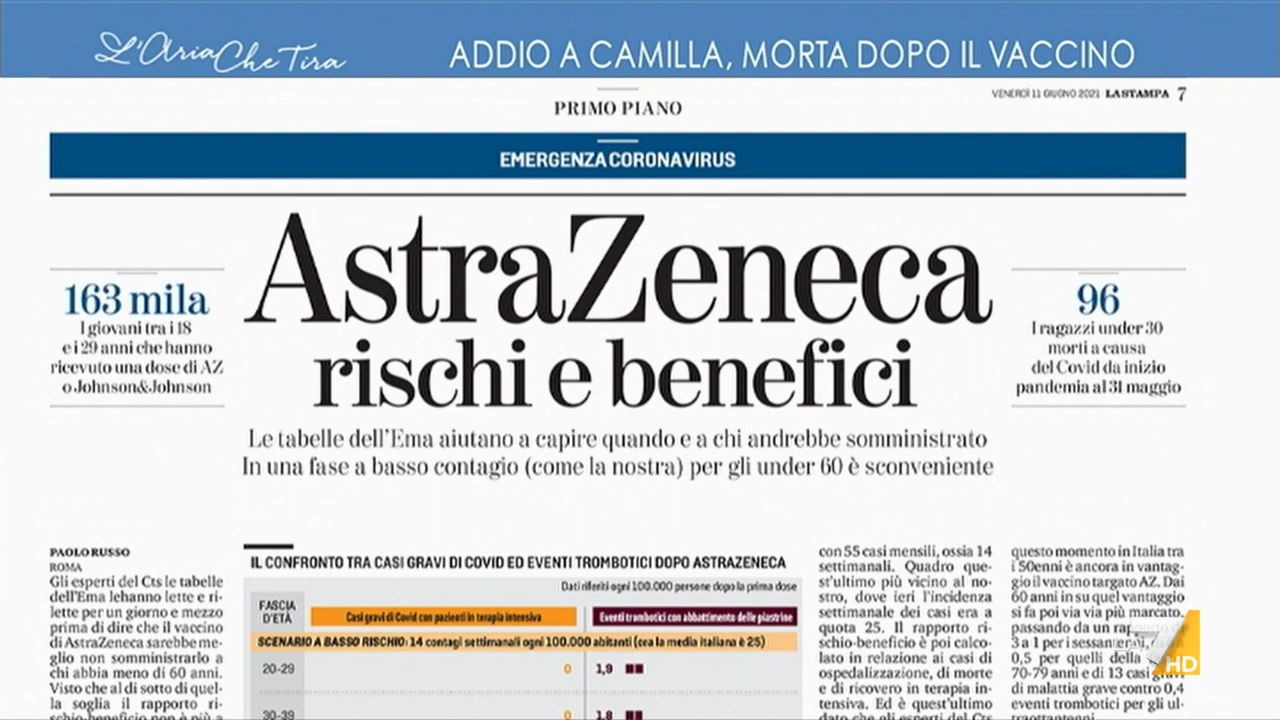 L'Aria Che Tira
ADDIO A CAMILLA, MORTA DOPO IL VACCINO
VENERDÌ 11 GIUGNO 2021 LA STAMPA 7
PRIMO PIANO
EMERGENZA CORONAVIRUS
AstraZeneca
rischi e benefici
163 mila
I giovani tra i 18
e i 29 anni che hanno
ricevuto una dose di AZ
o Johnson&Johnson
96
I ragazzi under 30
morti a causa
del Covid da inizio
pandemia al 31 maggio
Le tabelle dell'Ema aiutano a capire quando e a chi andrebbe somministrato
In una fase a basso contagio (come la nostra) per gli under 60 è sconveniente
PAOLO RUSSO
ROMA
Gli esperti del Cts le tabelle
dell'Ema le hanno lette e ri-
lette per un giorno e mezzo
prima di dire che il vaccino
di AstraZeneca sarebbe me-
glio non somministrarlo a
chi abbia meno di 60 anni.
Visto che al di sotto di quel-
la soglia il rapporto ri-
schio-beneficio non è più a
IL CONFRONTO TRA CASI GRAVI DI COVID ED EVENTI TROMBOTICI DOPO ASTRAZENECA
Dati riferiti ogni 100.000 persone dopo la prima dose
FASCIA
D'ETÀ
Casi gravi di Covid con pazienti in terapia intensiva
Eventi trombotici con abbattimento delle piastrine
SCENARIO A BASSO RISCHIO: 14 contagi settimanali ogni 100.000 abitanti (ora la media italiana è 25)
20-29 0 1,9
30-39 0 1,8
con 55 casi mensili, ossia 14
settimanali. Quadro que-
st'ultimo più vicino al no-
stro, dove ieri l'incidenza
settimanale dei casi era a
quota 25. Il rapporto ri-
schio-beneficio è poi calco-
lato in relazione ai casi di
ospedalizzazione, di morte
e di ricovero in terapia in-
tensiva. Ed è quest'ultimo
dato che gli esperti del Cts
questo momento in Italia tra
i 50enni è ancora in vantag-
gio il vaccino targato AZ. Dai
60 anni in su quel vantaggio
si fa poi via via più marcato,
passando da un
3 a 1 per i sessantenni,
0,5 per quelli della
70-79 anni e di 13 casi gravi
di malattia grave contro 0,4
eventi trombotici per gli ul-
traottantenni.
7 HD